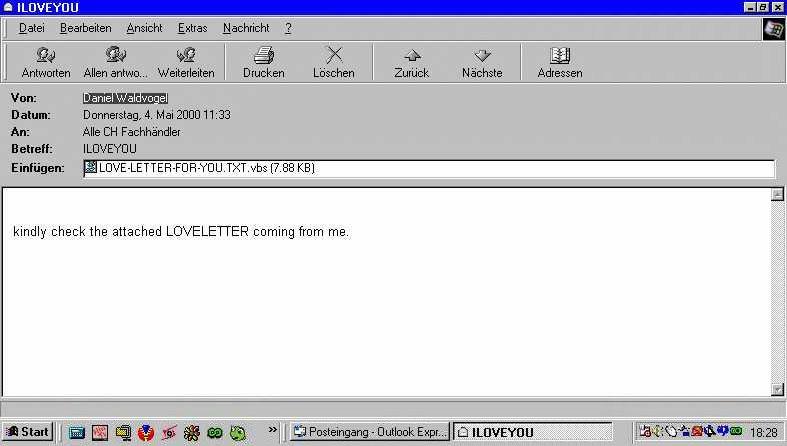 ILOVEYOU
Datei Bearbeiten Ansicht Extras Nachricht ?
Antworten Allen antwo... Weiterleiten Drucken Löschen Zurück Nächste Adressen
Von: Daniel Waldvogel
Datum: Donnerstag, 4. Mai 2000 11:33
An: Alle CH Fachhändler
Betreff: ILOVEYOU
Einfügen: LOVE-LETTER-FOR-YOU.TXT.vbs (7.88 KB)
kindly check the attached LOVELETTER coming from me.
Start » Posteingang - Outlook Expr... ILOVEYOU 18:28